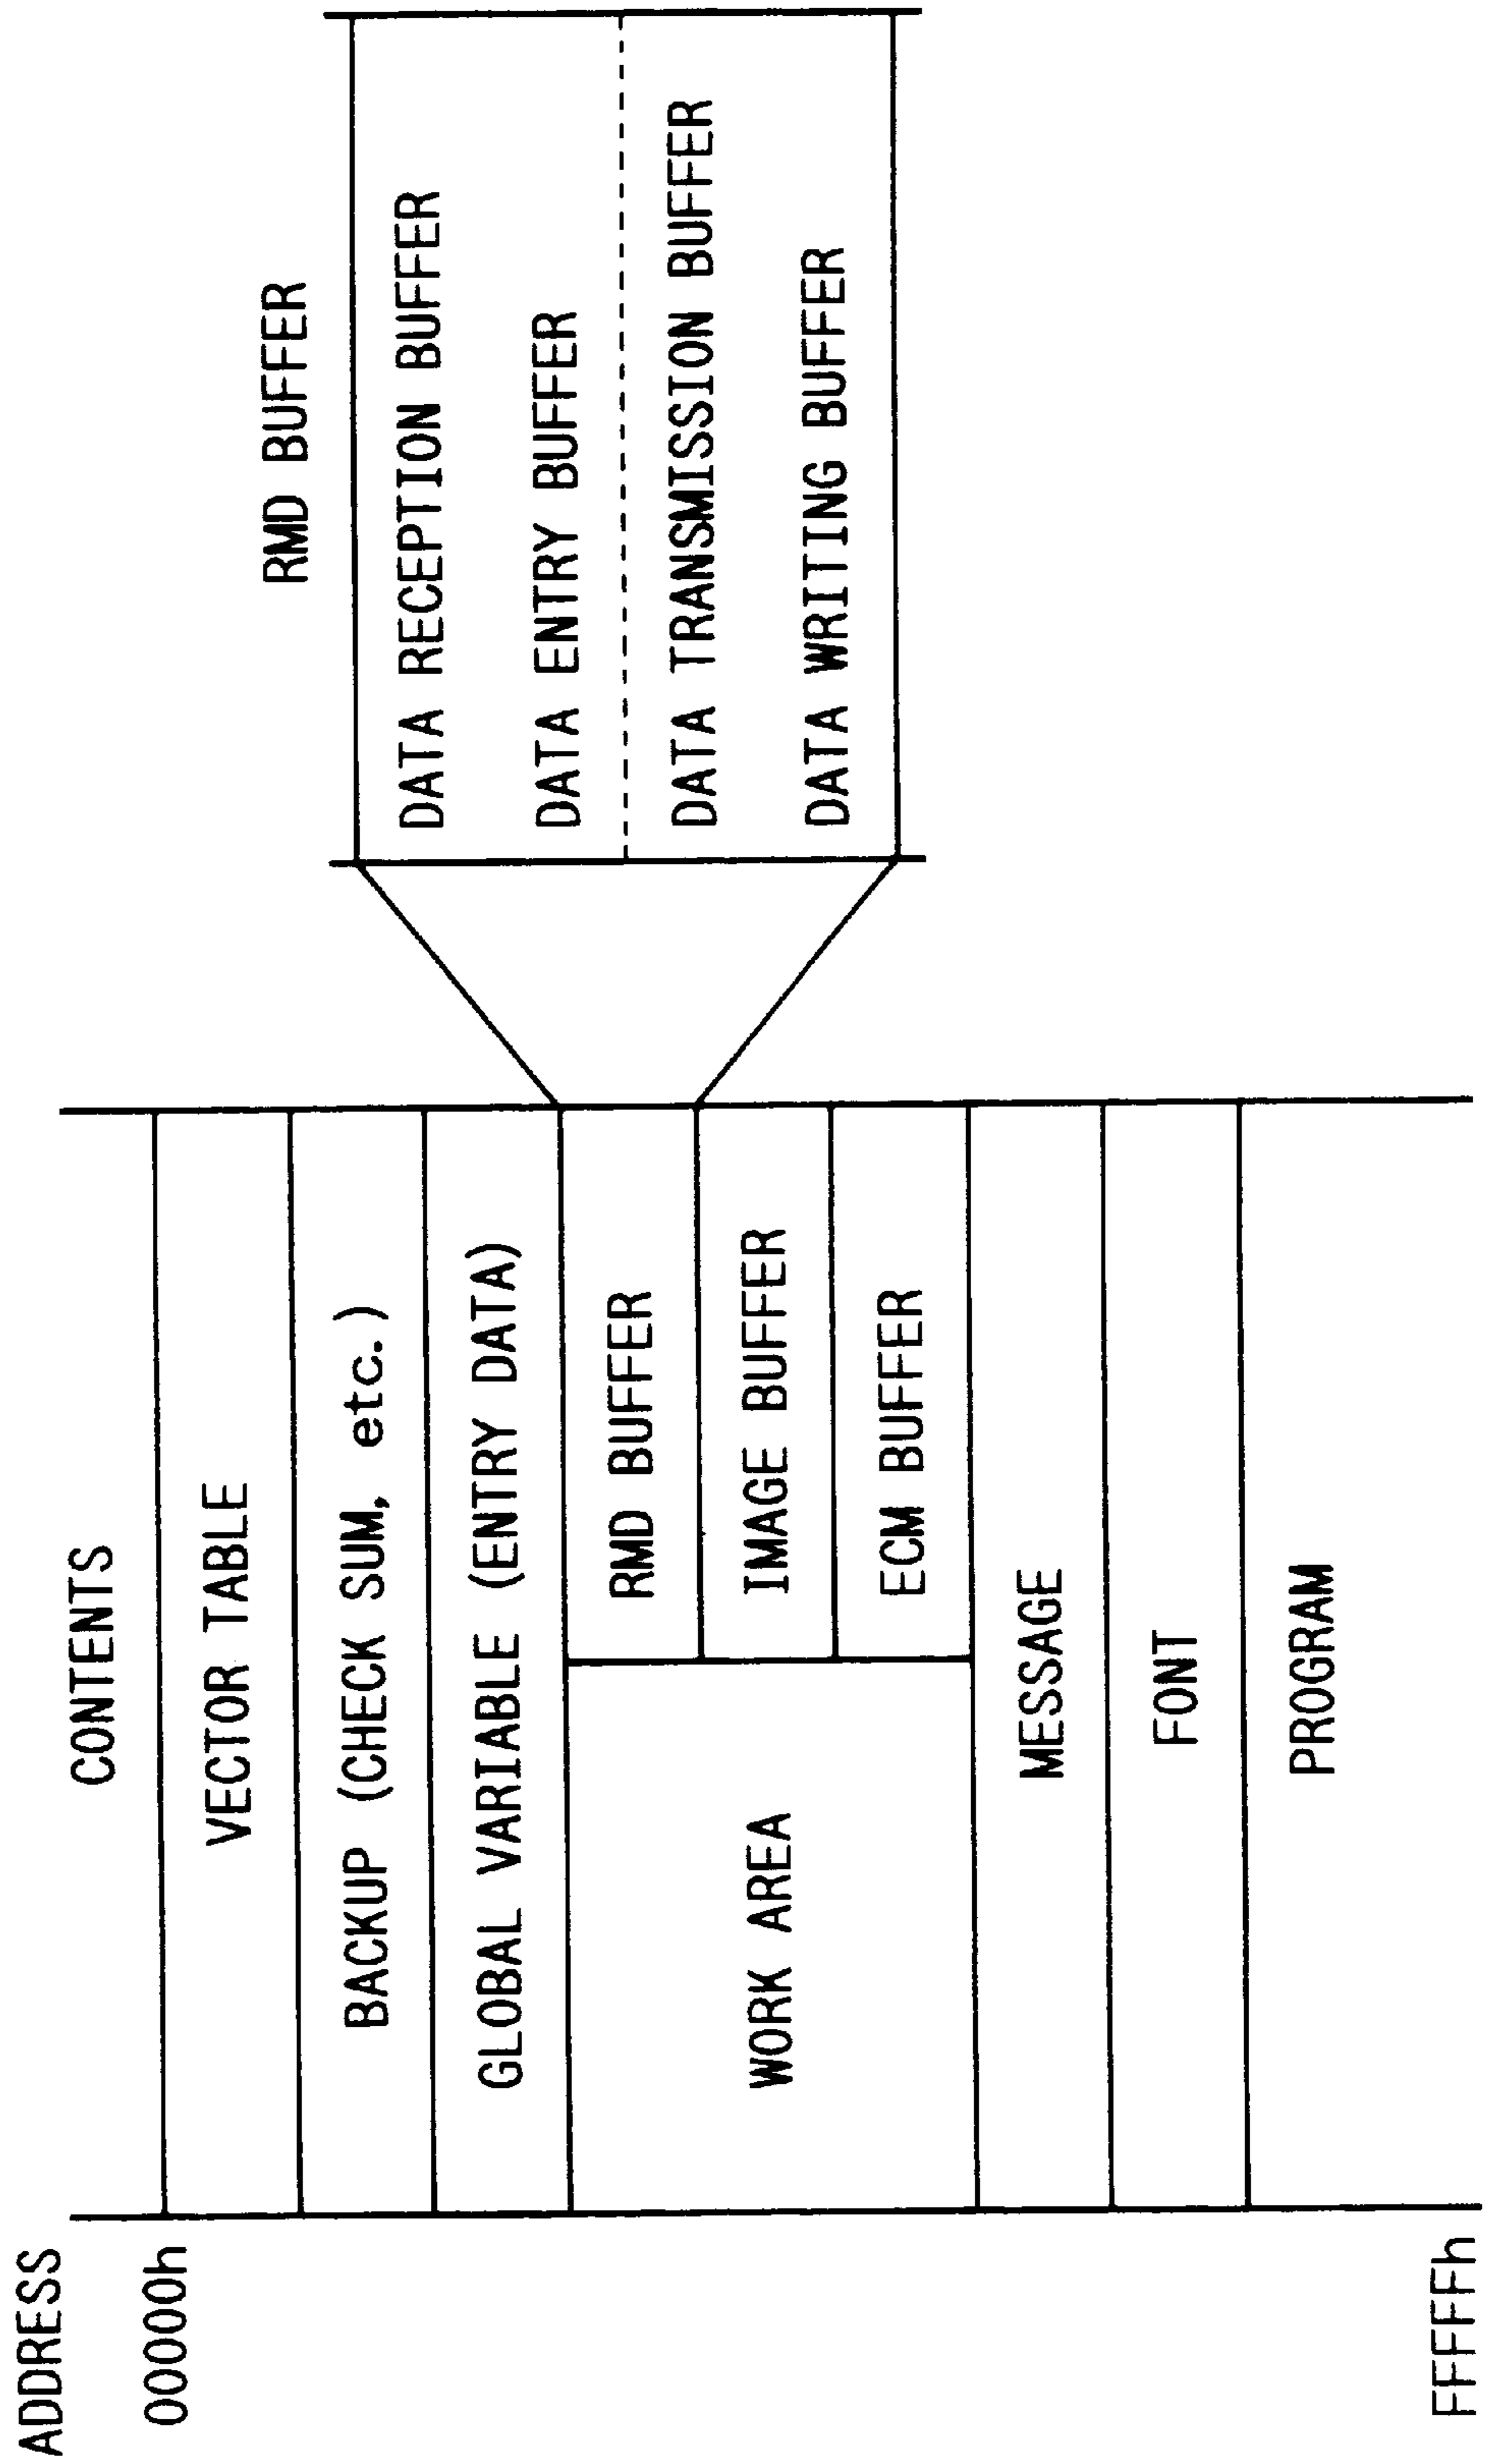 ADDRESS
CONTENTS
00000h
VECTOR TABLE
BACKUP (CHECK SUM, etc.)
GLOBAL VARIABLE (ENTRY DATA)
WORK AREA
RMD BUFFER
IMAGE BUFFER
ECM BUFFER
MESSAGE
FONT
PROGRAM
FFFFFh
RMD BUFFER
DATA RECEPTION BUFFER
DATA ENTRY BUFFER
DATA TRANSMISSION BUFFER
DATA WRITING BUFFER